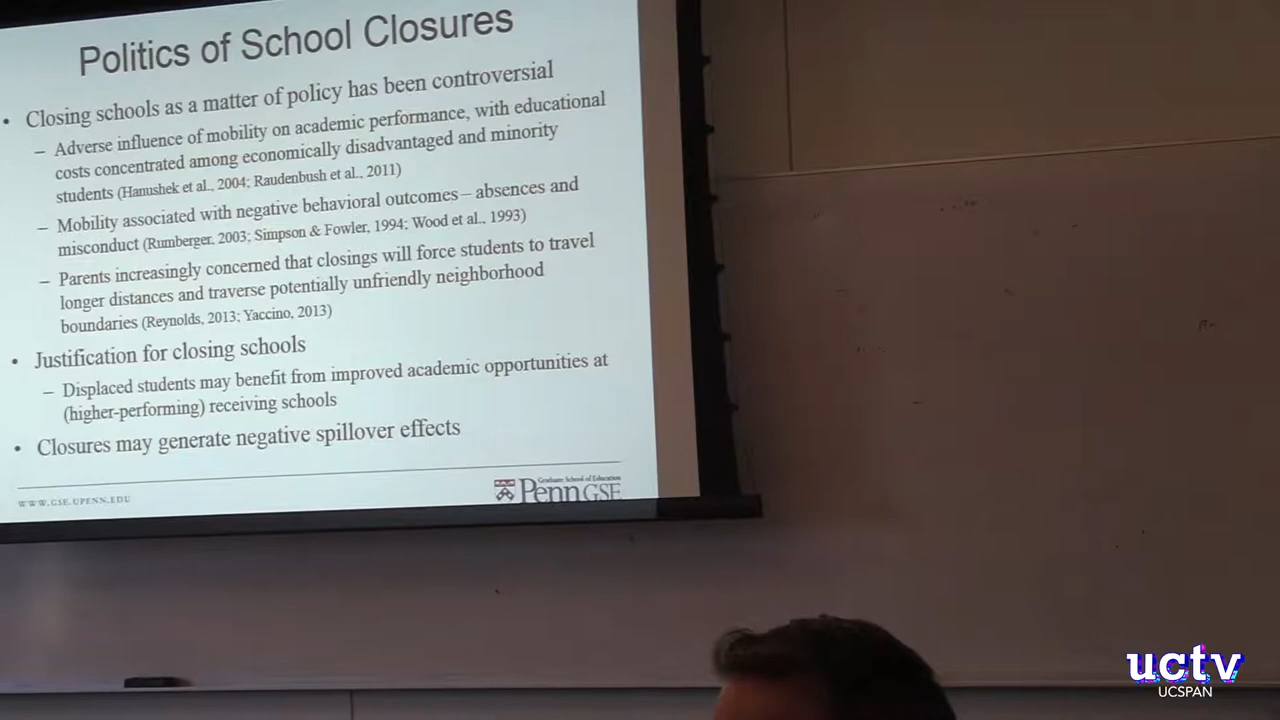 Politics of School Closures
• Closing schools as a matter of policy has been controversial
– Adverse influence of mobility on academic performance, with educational
costs concentrated among economically disadvantaged and minority
students (Hanushek et al., 2004; Raudenbush et al., 2011)
– Mobility associated with negative behavioral outcomes – absences and
misconduct (Rumberger, 2003; Simpson & Fowler, 1994; Wood et al., 1993)
– Parents increasingly concerned that closings will force students to travel
longer distances and traverse potentially unfriendly neighborhood
boundaries (Reynolds, 2013; Yaccino, 2013)
• Justification for closing schools
– Displaced students may benefit from improved academic opportunities at
(higher-performing) receiving schools
• Closures may generate negative spillover effects
WWW.GSE.UPENN.EDU
Graduate School of Education
Penn GSE
uctv
UCSPAN